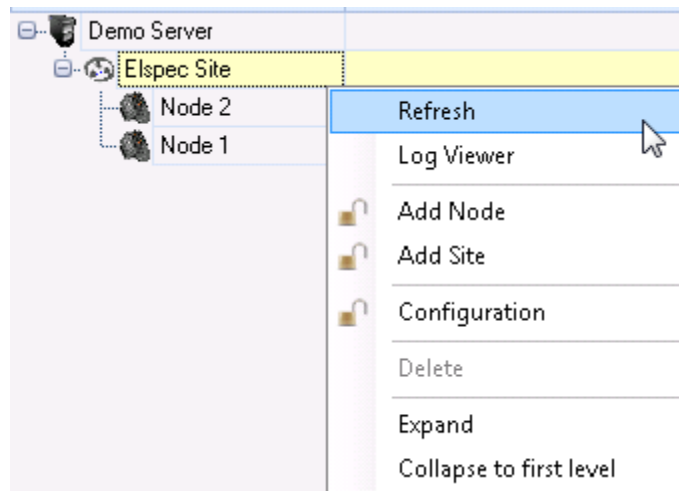 Demo Server
Elspec Site
Node 2
Node 1
Refresh
Log Viewer
Add Node
Add Site
Configuration
Delete
Expand
Collapse to first level